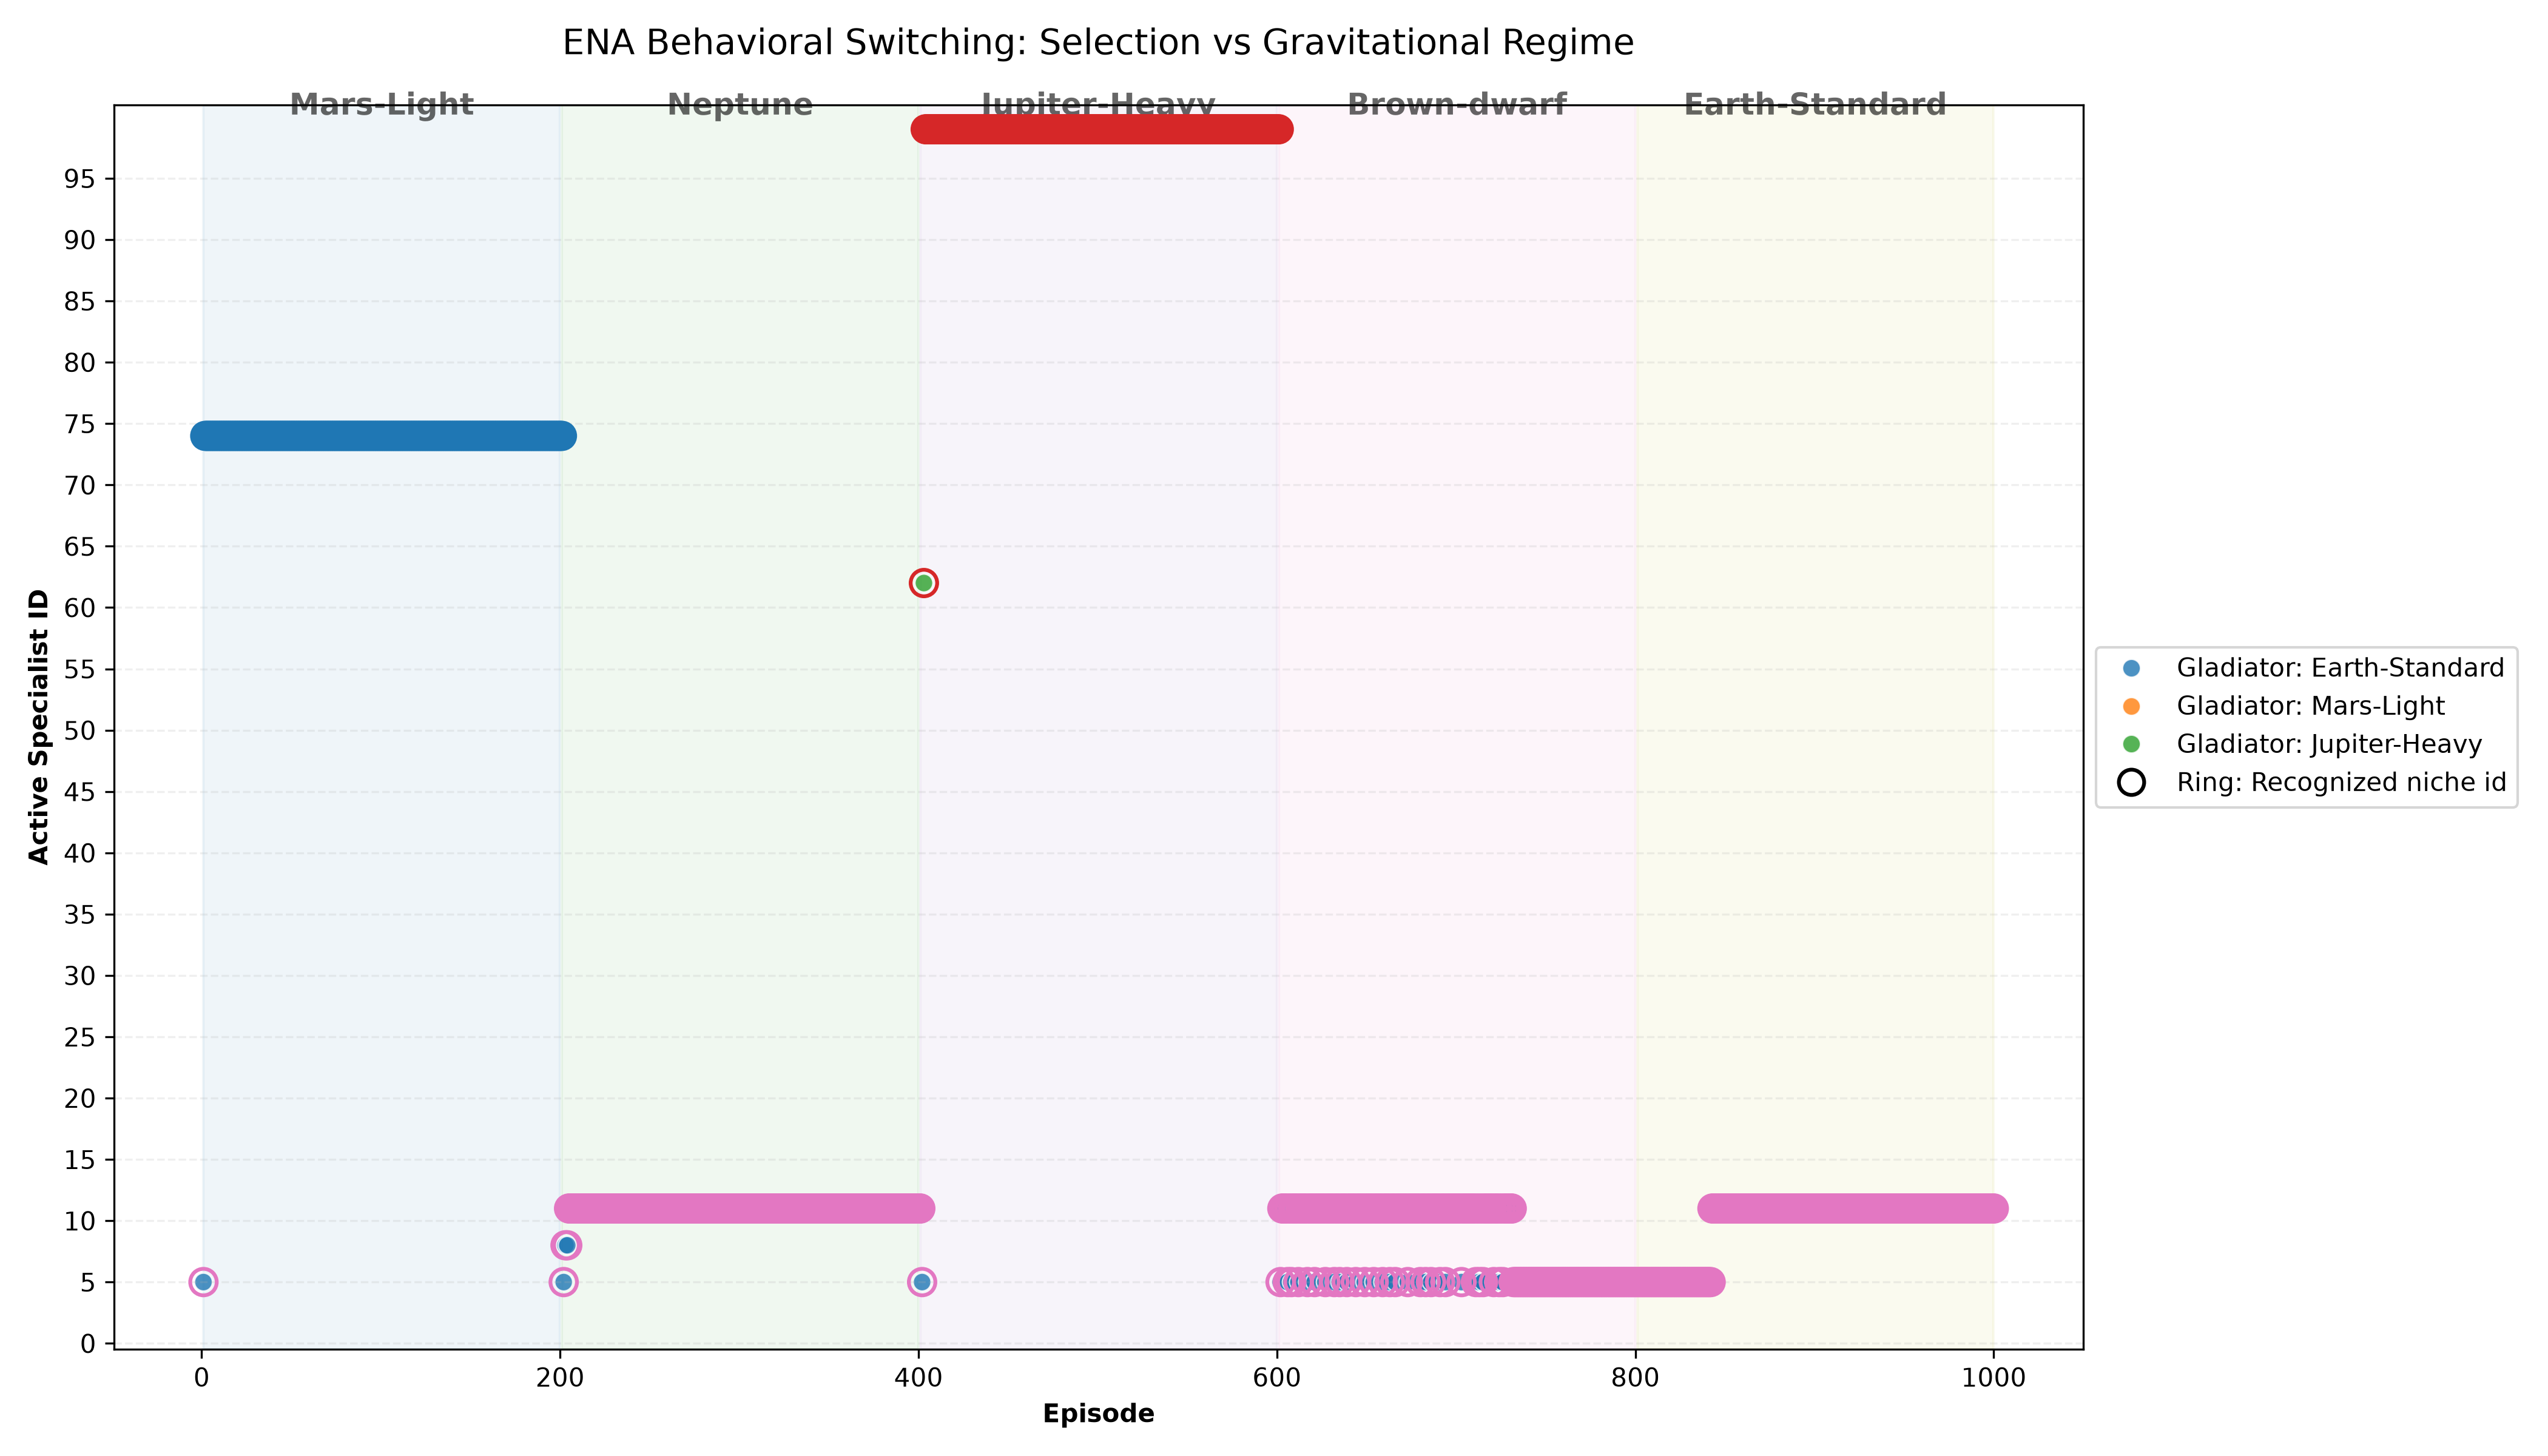 ENA Behavioral Switching: Selection vs Gravitational Regime
Mars-Light
Neptune
Jupiter-Heavy
Brown-dwarf
Earth-Standard
95
90
85
80
75
70
65
60
55
50
45
40
35
30
25
20
15
10
5
0
Active Specialist ID
0
200
400
600
800
1000
Episode
Gladiator: Earth-Standard
Gladiator: Mars-Light
Gladiator: Jupiter-Heavy
Ring: Recognized niche id